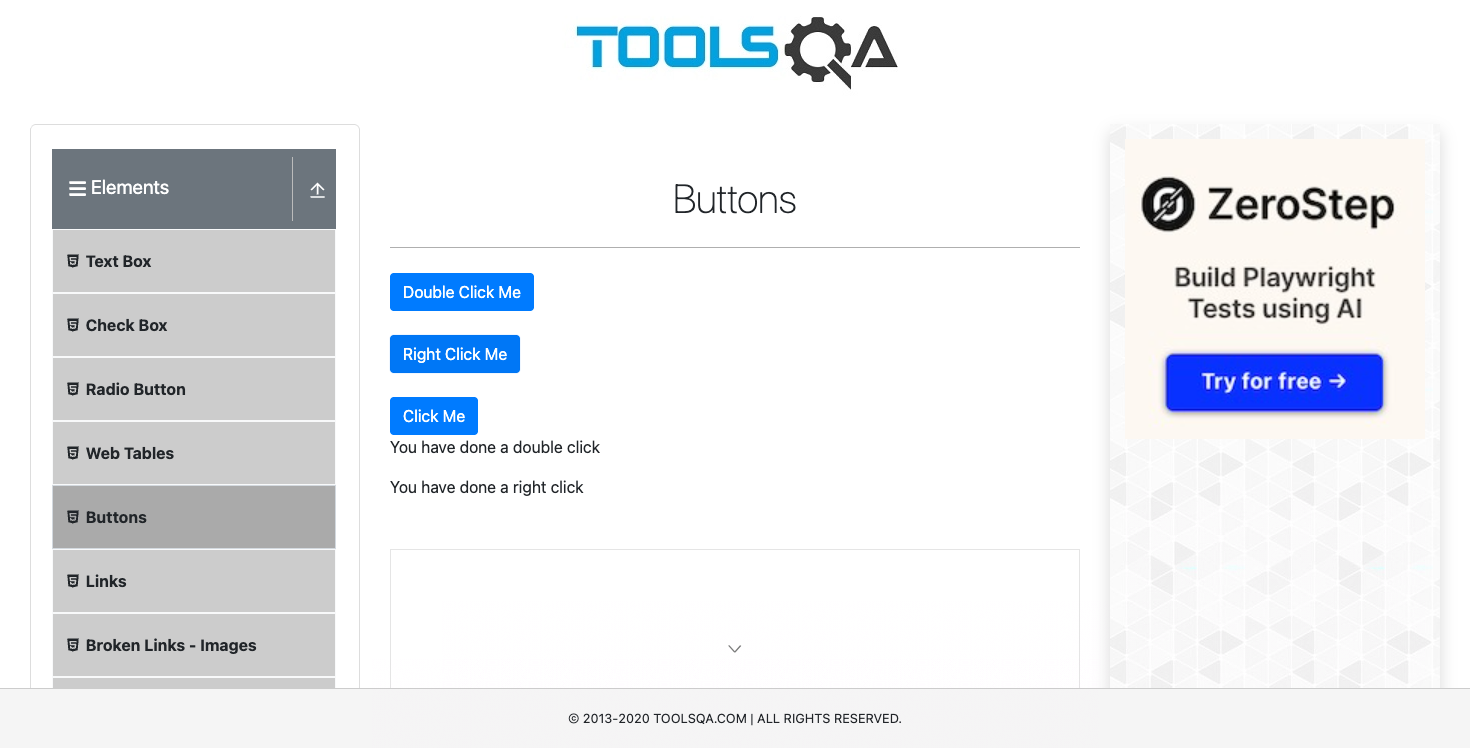 TOOLSQA
Elements
Text Box
Check Box
Radio Button
Web Tables
Buttons
Links
Broken Links - Images
Buttons
Double Click Me
Right Click Me
Click Me
You have done a double click
You have done a right click
ZeroStep
Build Playwright
Tests using AI
Try for free →
© 2013-2020 TOOLSQA.COM | ALL RIGHTS RESERVED.